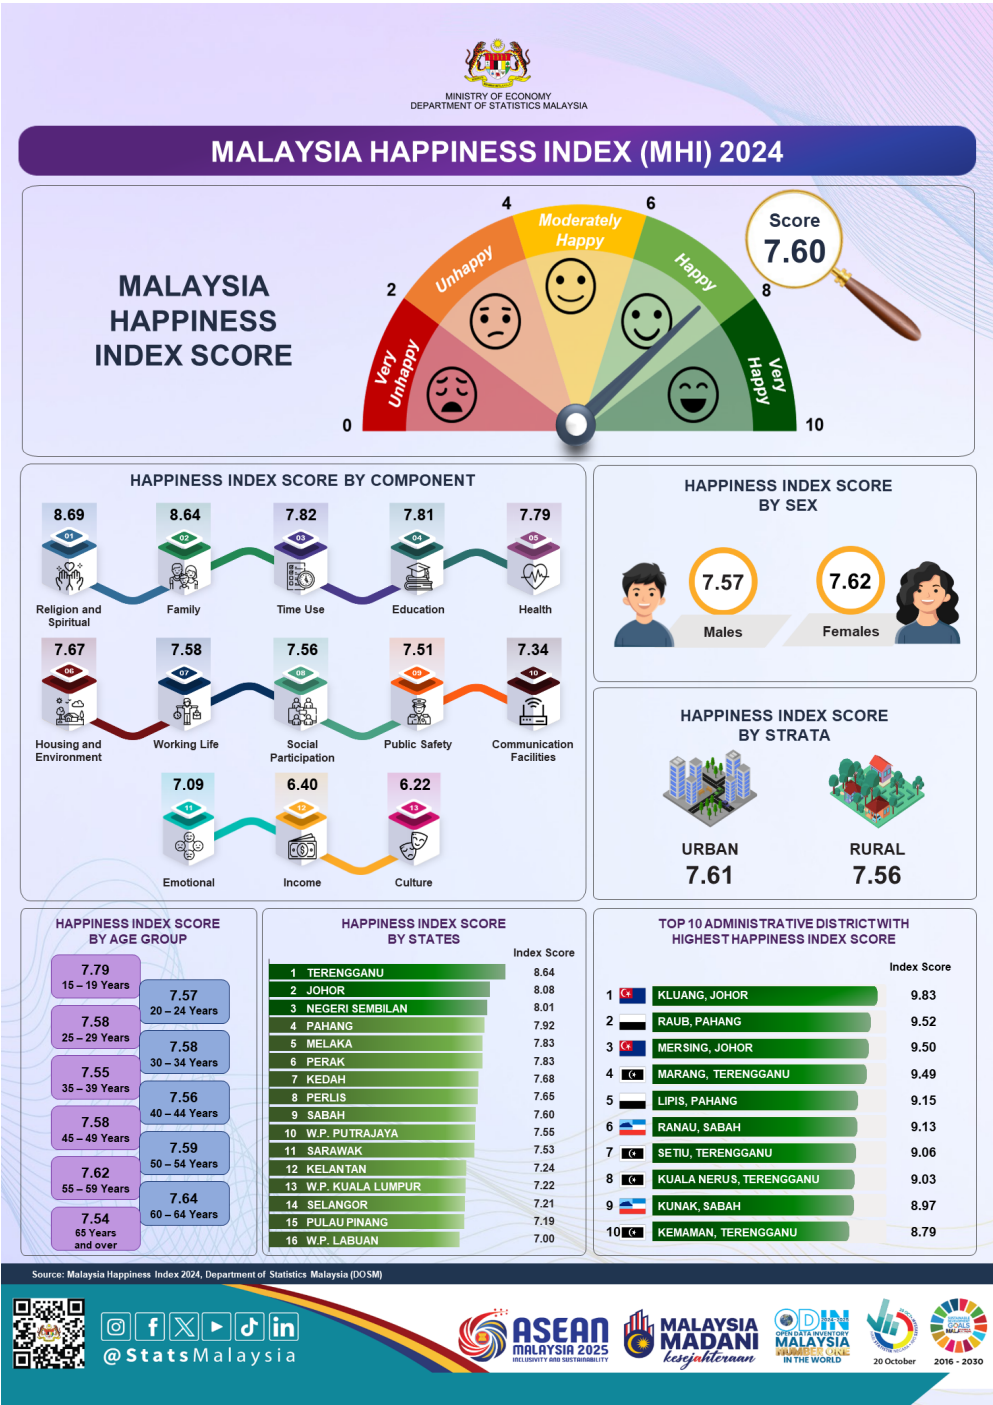 MINISTRY OF ECONOMY
DEPARTMENT OF STATISTICS MALAYSIA
MALAYSIA HAPPINESS INDEX (MHI) 2024
MALAYSIA
HAPPINESS
INDEX SCORE
0
2
4
6
8
10
Very
Unhappy
Unhappy
Moderately
Happy
Happy
Very
Happy
Score
7.60
HAPPINESS INDEX SCORE BY COMPONENT
8.69
8.64
7.82
7.81
7.79
01
02
03
04
05
Religion and
Spiritual
Family
Time Use
Education
Health
7.67
7.58
7.56
7.51
7.34
06
07
08
09
10
Housing and
Environment
Working Life
Social
Participation
Public Safety
Communication
Facilities
7.09
6.40
6.22
11
12
13
Emotional
Income
Culture
HAPPINESS INDEX SCORE
BY SEX
7.57
7.62
Males
Females
HAPPINESS INDEX SCORE
BY STRATA
URBAN
7.61
RURAL
7.56
HAPPINESS INDEX SCORE
BY AGE GROUP
7.79
15 – 19 Years
7.57
20 – 24 Years
7.58
25 – 29 Years
7.58
30 – 34 Years
7.55
35 – 39 Years
7.56
40 – 44 Years
7.58
45 – 49 Years
7.59
50 – 54 Years
7.62
55 – 59 Years
7.64
60 – 64 Years
7.54
65 Years
and over
HAPPINESS INDEX SCORE
BY STATES
Index Score
1 TERENGGANU 8.64
2 JOHOR 8.08
3 NEGERI SEMBILAN 8.01
4 PAHANG 7.92
5 MELAKA 7.83
6 PERAK 7.83
7 KEDAH 7.68
8 PERLIS 7.65
9 SABAH 7.60
10 W.P. PUTRAJAYA 7.55
11 SARAWAK 7.53
12 KELANTAN 7.24
13 W.P. KUALA LUMPUR 7.22
14 SELANGOR 7.21
15 PULAU PINANG 7.19
16 W.P. LABUAN 7.00
TOP 10 ADMINISTRATIVE DISTRICT WITH
HIGHEST HAPPINESS INDEX SCORE
Index Score
1 KLUANG, JOHOR 9.83
2 RAUB, PAHANG 9.52
3 MERSING, JOHOR 9.50
4 MARANG, TERENGGANU 9.49
5 LIPIS, PAHANG 9.15
6 RANAU, SABAH 9.13
7 SETIU, TERENGGANU 9.06
8 KUALA NERUS, TERENGGANU 9.03
9 KUNAK, SABAH 8.97
10 KEMAMAN, TERENGGANU 8.79
Source: Malaysia Happiness Index 2024, Department of Statistics Malaysia (DOSM)
@StatsMalaysia
ASEAN
MALAYSIA 2025
INCLUSIVITY AND SUSTAINABILITY
MALAYSIA
MADANI
kesejahteraan
ODIN
OPEN DATA INVENTORY
MALAYSIA
NUMBER ONE
IN THE WORLD
20 October
GOALS
MALAYSIA
2016 - 2030